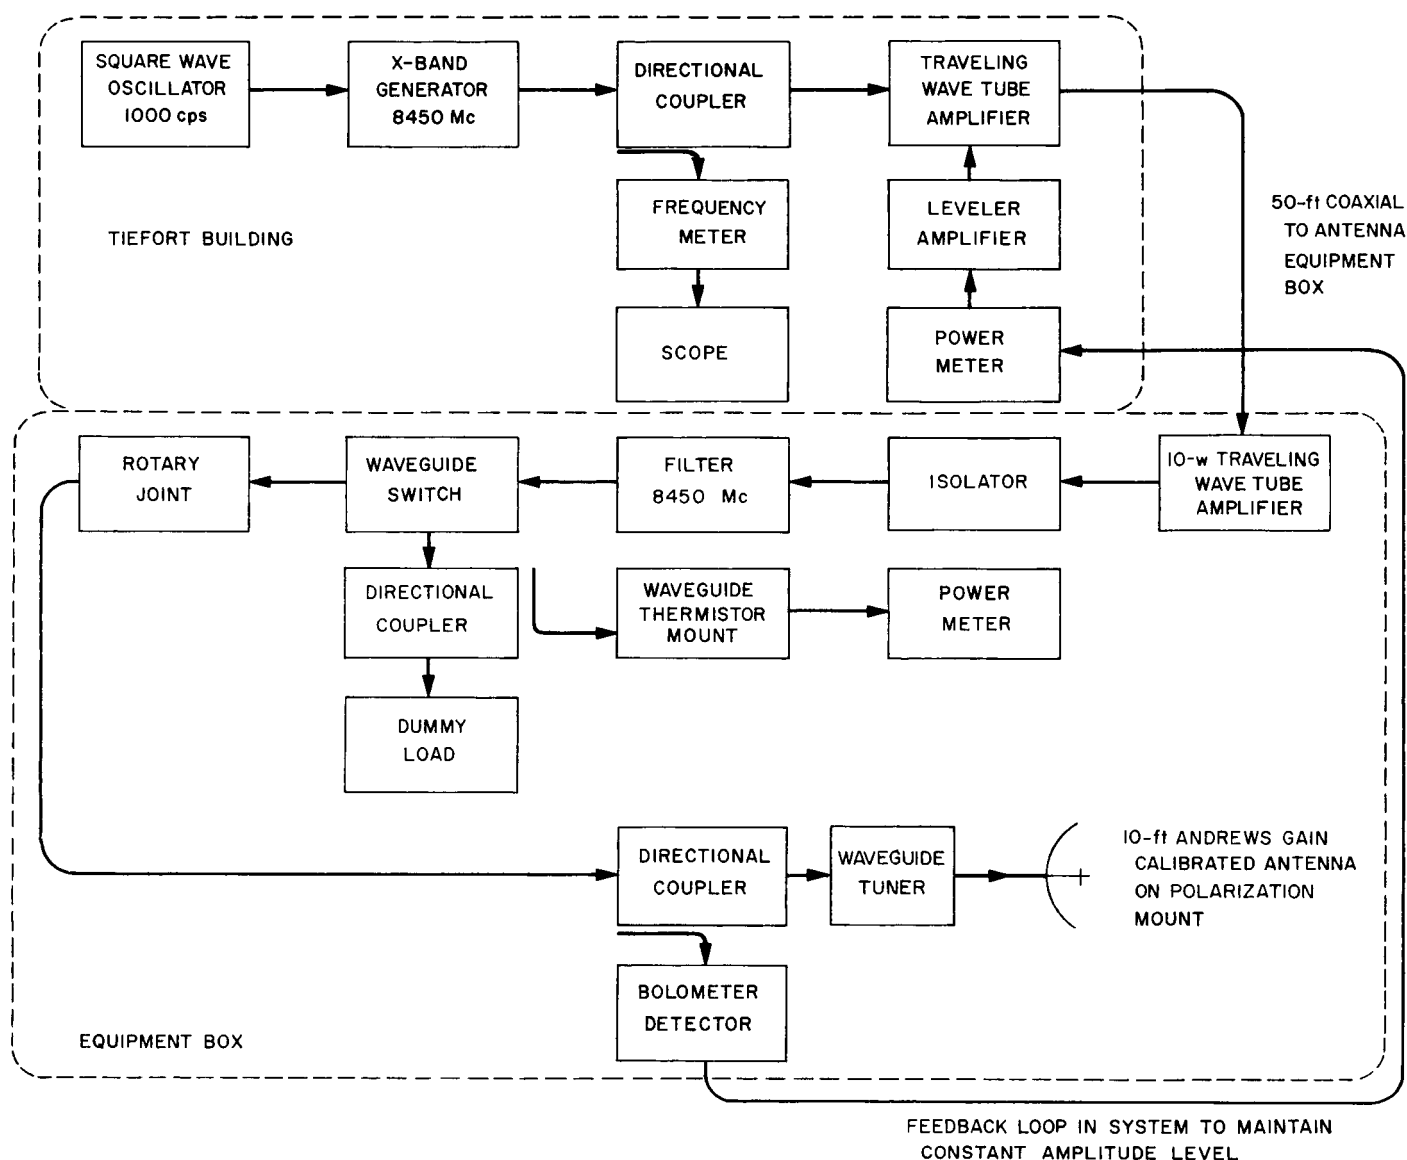 SQUARE WAVE
OSCILLATOR
1000 cps
X-BAND
GENERATOR
8450 Mc
DIRECTIONAL
COUPLER
TRAVELING
WAVE TUBE
AMPLIFIER
FREQUENCY
METER
LEVELER
AMPLIFIER
50-ft COAXIAL
TO ANTENNA
EQUIPMENT
BOX
TIEFORT BUILDING
SCOPE
POWER
METER
ROTARY
JOINT
WAVEGUIDE
SWITCH
FILTER
8450 Mc
ISOLATOR
10-w TRAVELING
WAVE TUBE
AMPLIFIER
DIRECTIONAL
COUPLER
WAVEGUIDE
THERMISTOR
MOUNT
POWER
METER
DUMMY
LOAD
DIRECTIONAL
COUPLER
WAVEGUIDE
TUNER
10-ft ANDREWS GAIN
CALIBRATED ANTENNA
ON POLARIZATION
MOUNT
BOLOMETER
DETECTOR
EQUIPMENT BOX
FEEDBACK LOOP IN SYSTEM TO MAINTAIN
CONSTANT AMPLITUDE LEVEL